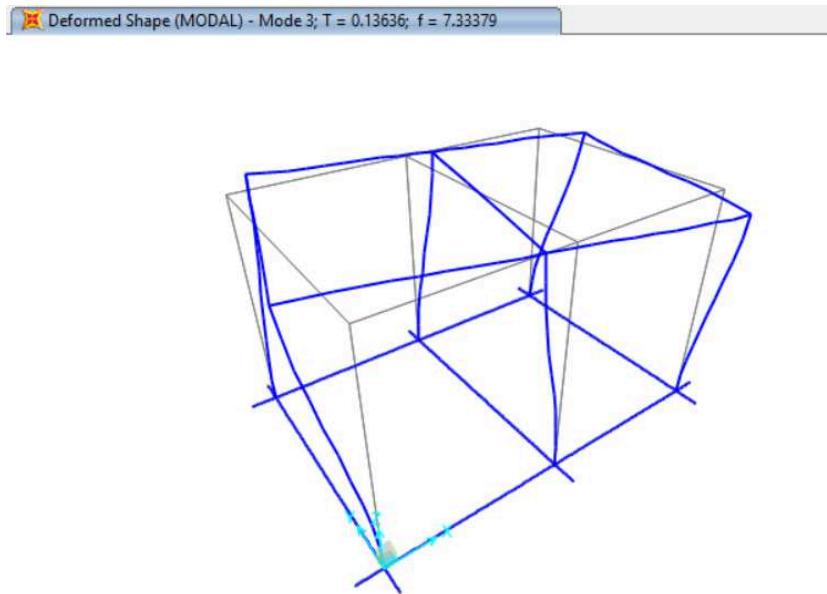 Deformed Shape (MODAL) - Mode 3; T = 0.13636; f = 7.33379